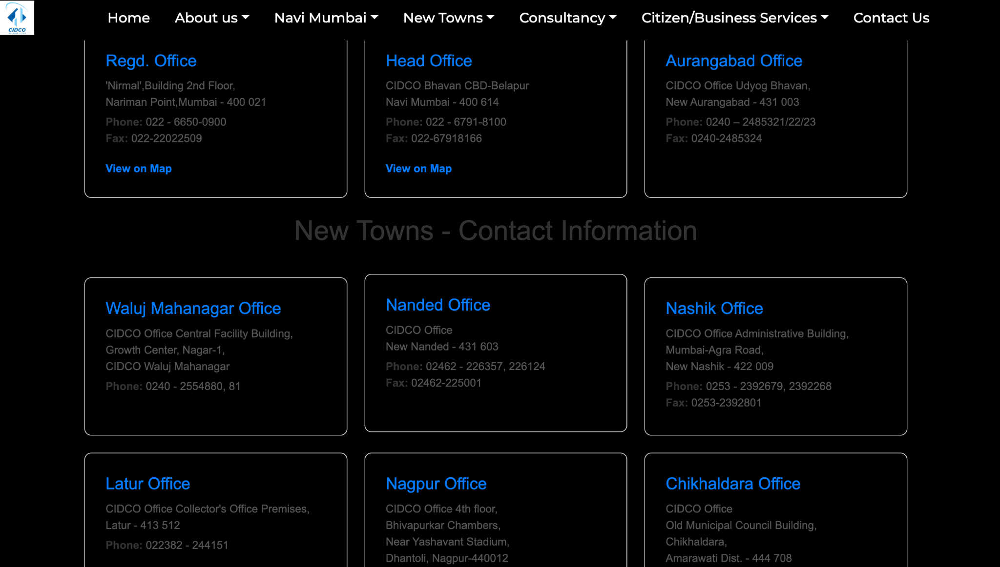 CIDCO
Home
About us
Navi Mumbai
New Towns
Consultancy
Citizen/Business Services
Contact Us
Regd. Office
'Nirmal',Building 2nd Floor,
Nariman Point,Mumbai - 400 021
Phone: 022 - 6650-0900
Fax: 022-22022509
View on Map
Head Office
CIDCO Bhavan CBD-Belapur
Navi Mumbai - 400 614
Phone: 022 - 6791-8100
Fax: 022-67918166
View on Map
Aurangabad Office
CIDCO Office Udyog Bhavan,
New Aurangabad - 431 003
Phone: 0240 – 2485321/22/23
Fax: 0240-2485324
New Towns - Contact Information
Waluj Mahanagar Office
CIDCO Office Central Facility Building,
Growth Center, Nagar-1,
CIDCO Waluj Mahanagar
Phone: 0240 - 2554880, 81
Nanded Office
CIDCO Office
New Nanded - 431 603
Phone: 02462 - 226357, 226124
Fax: 02462-225001
Nashik Office
CIDCO Office Administrative Building,
Mumbai-Agra Road,
New Nashik - 422 009
Phone: 0253 - 2392679, 2392268
Fax: 0253-2392801
Latur Office
CIDCO Office Collector's Office Premises,
Latur - 413 512
Phone: 022382 - 244151
Nagpur Office
CIDCO Office 4th floor,
Bhivapurkar Chambers,
Near Yashavant Stadium,
Dhantoli, Nagpur-440012
Chikhaldara Office
CIDCO Office
Old Municipal Council Building,
Chikhaldara,
Amarawati Dist. - 444 708